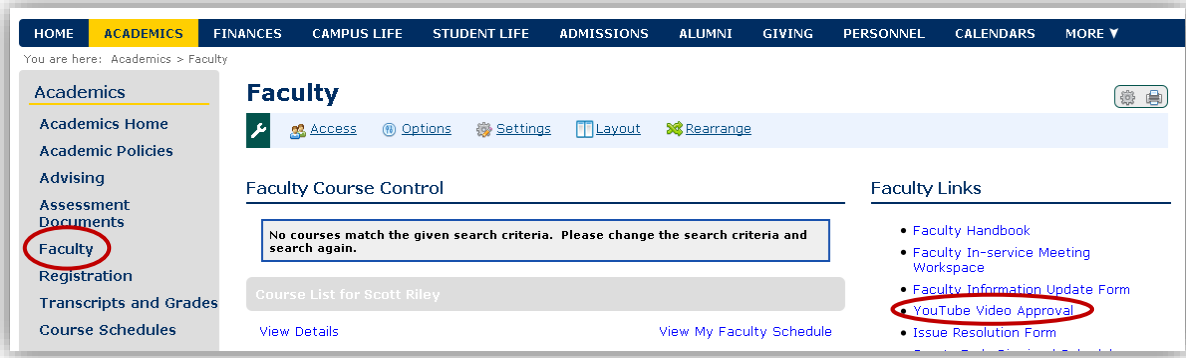 HOME ACADEMICS FINANCES CAMPUS LIFE STUDENT LIFE ADMISSIONS ALUMNI GIVING PERSONNEL CALENDARS MORE ▼
You are here: Academics > Faculty
Academics
Academics Home
Academic Policies
Advising
Assessment
Documents
Faculty
Registration
Transcripts and Grades
Course Schedules
Faculty
Access Options Settings Layout Rearrange
Faculty Course Control
No courses match the given search criteria. Please change the search criteria and
search again.
Course List for Scott Riley
View Details View My Faculty Schedule
Faculty Links
• Faculty Handbook
• Faculty In-service Meeting
Workspace
• Faculty Information Update Form
• YouTube Video Approval
• Issue Resolution Form